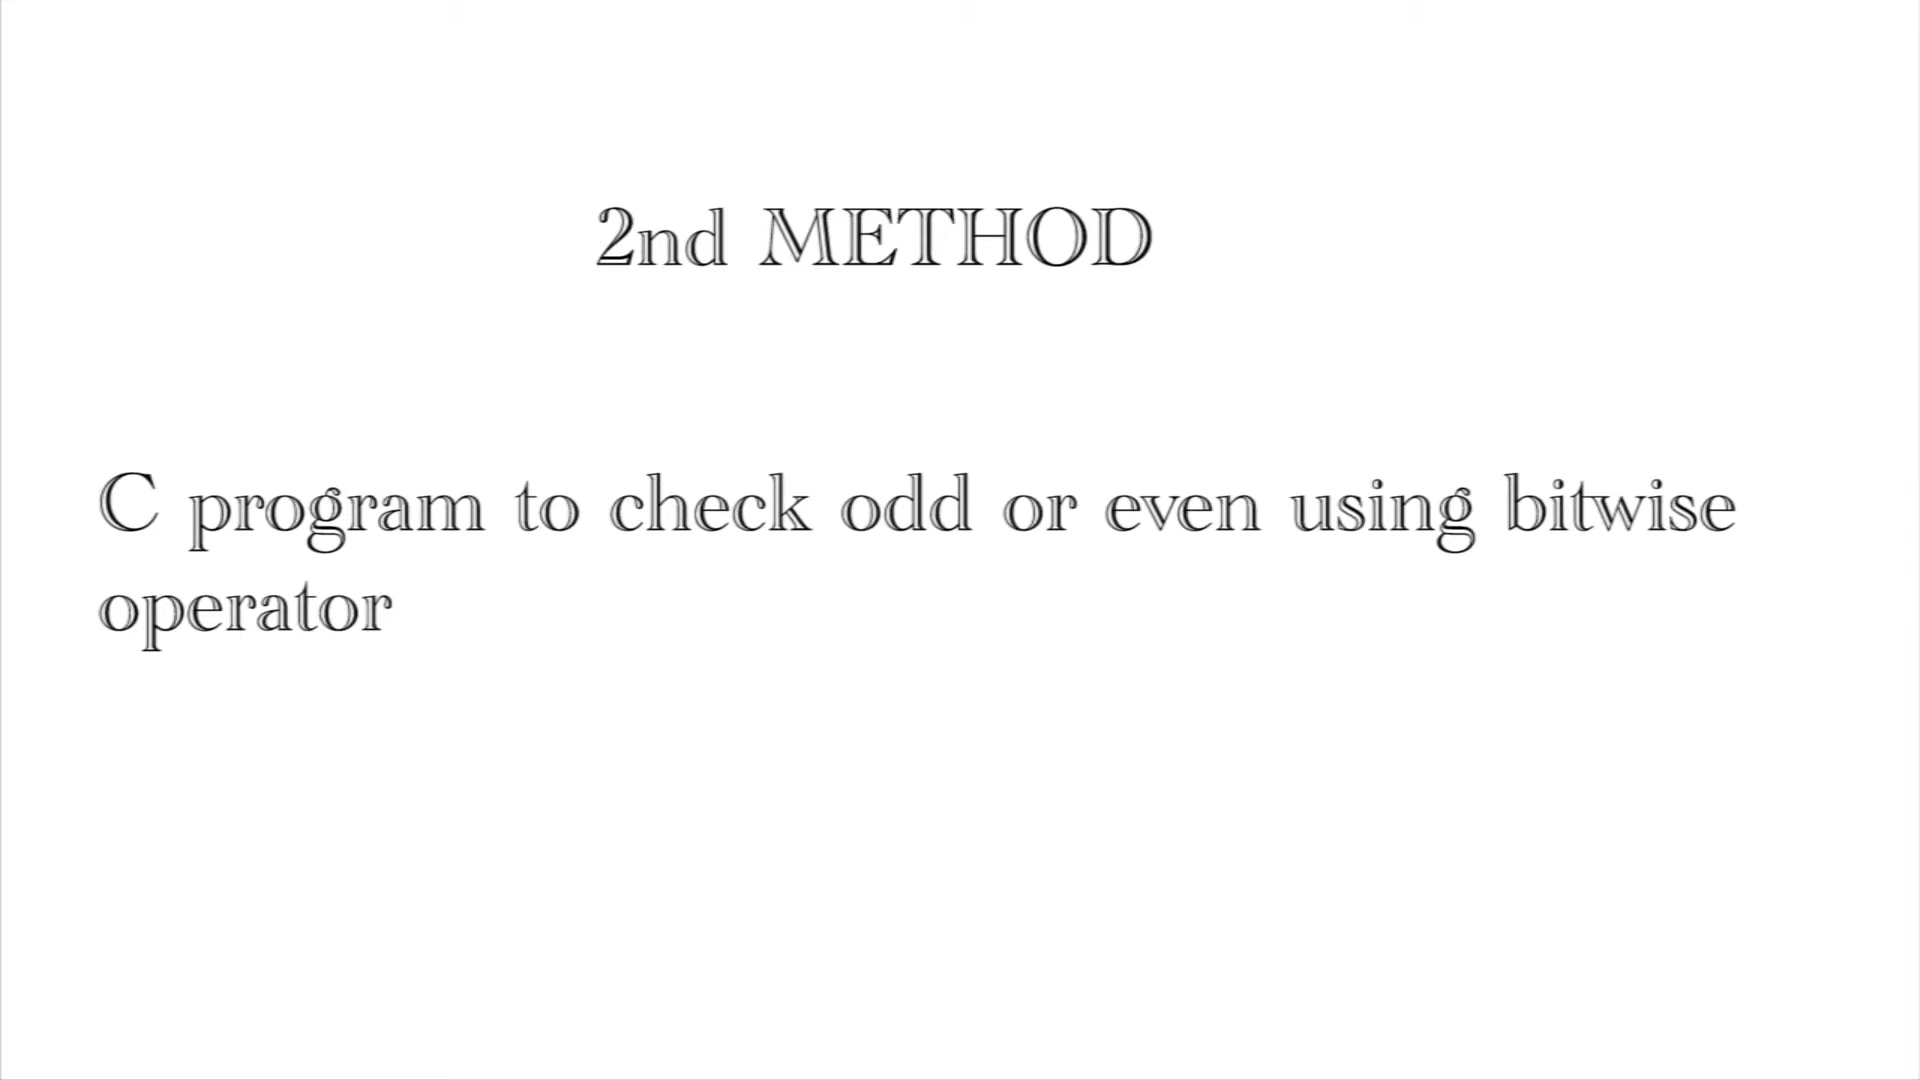 2nd METHOD
C program to check odd or even using bitwise
operator